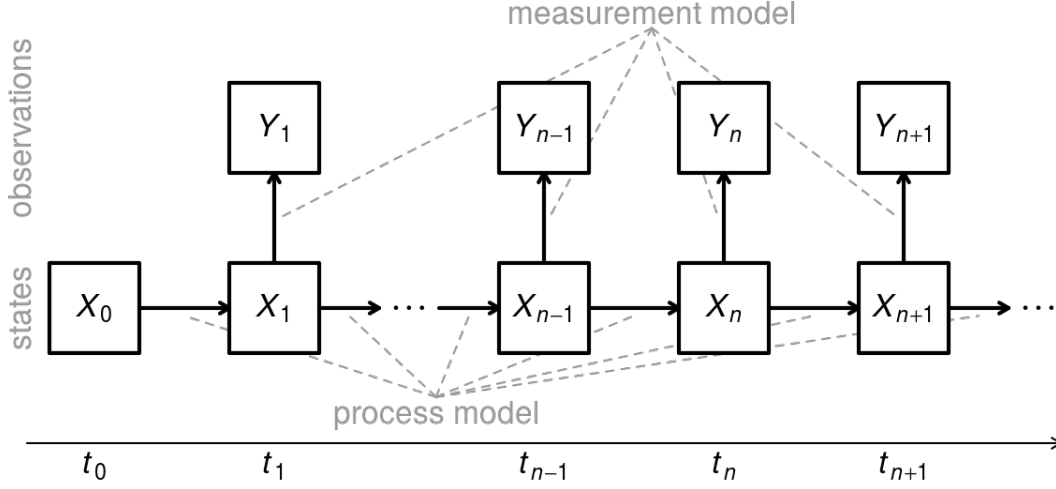 measurement model
observations
Y₁ Yₙ₋₁ Yₙ Yₙ₊₁
states
X₀ X₁ ··· Xₙ₋₁ Xₙ Xₙ₊₁ ···
process model
t₀ t₁ tₙ₋₁ tₙ tₙ₊₁